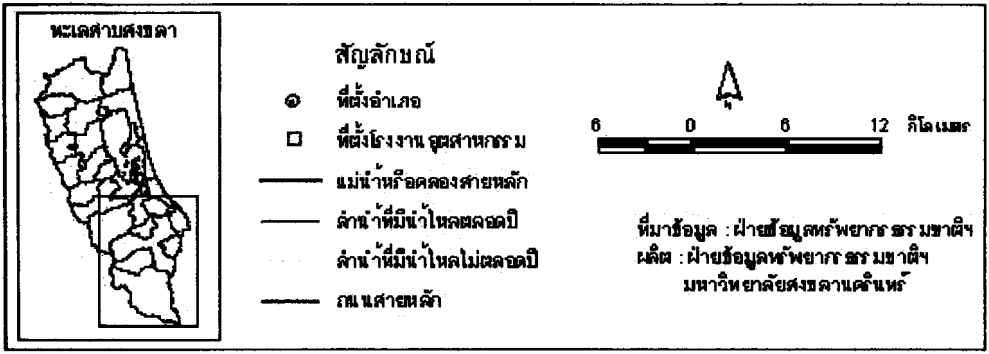 ทะเลสาบสงขลา
สัญลักษณ์
ที่ตั้งอำเภอ
ที่ตั้งโรงงานอุตสาหกรรม
แม่น้ำหรือคลองสายหลัก
ลำน้ำที่มีน้ำไหลตลอดปี
ลำน้ำที่มีน้ำไหลไม่ตลอดปี
ถนนสายหลัก
N
6 0 6 12 กิโลเมตร
ที่มาข้อมูล : ฝ่ายข้อมูลทรัพยากรธรรมชาติฯ
ผลิต : ฝ่ายข้อมูลทรัพยากรธรรมชาติฯ
มหาวิทยาลัยสงขลานครินทร์